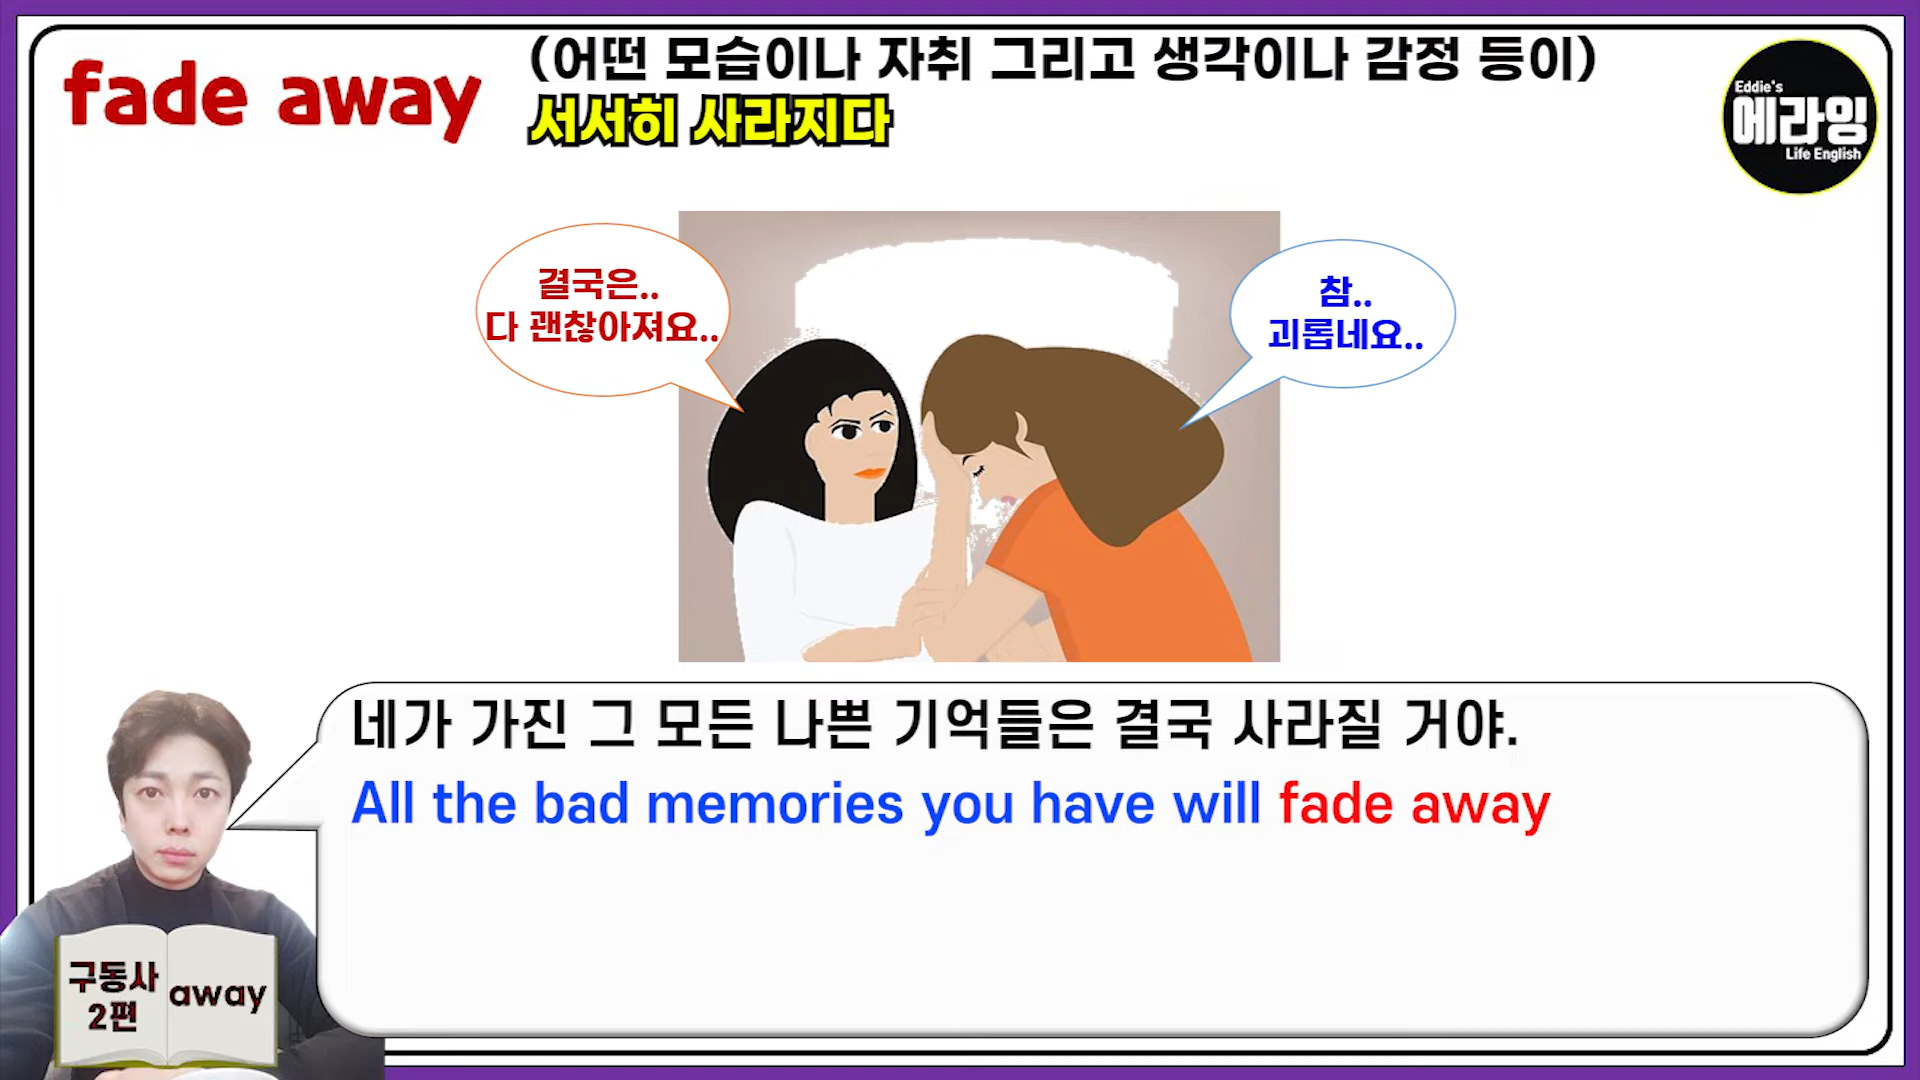 fade away
(어떤 모습이나 자취 그리고 생각이나 감정 등이)
서서히 사라지다
Eddie's
에라잉
Life English
결국은..
다 괜찮아져요..
참..
괴롭네요..
네가 가진 그 모든 나쁜 기억들은 결국 사라질 거야.
All the bad memories you have will fade away
구동사
2편
away